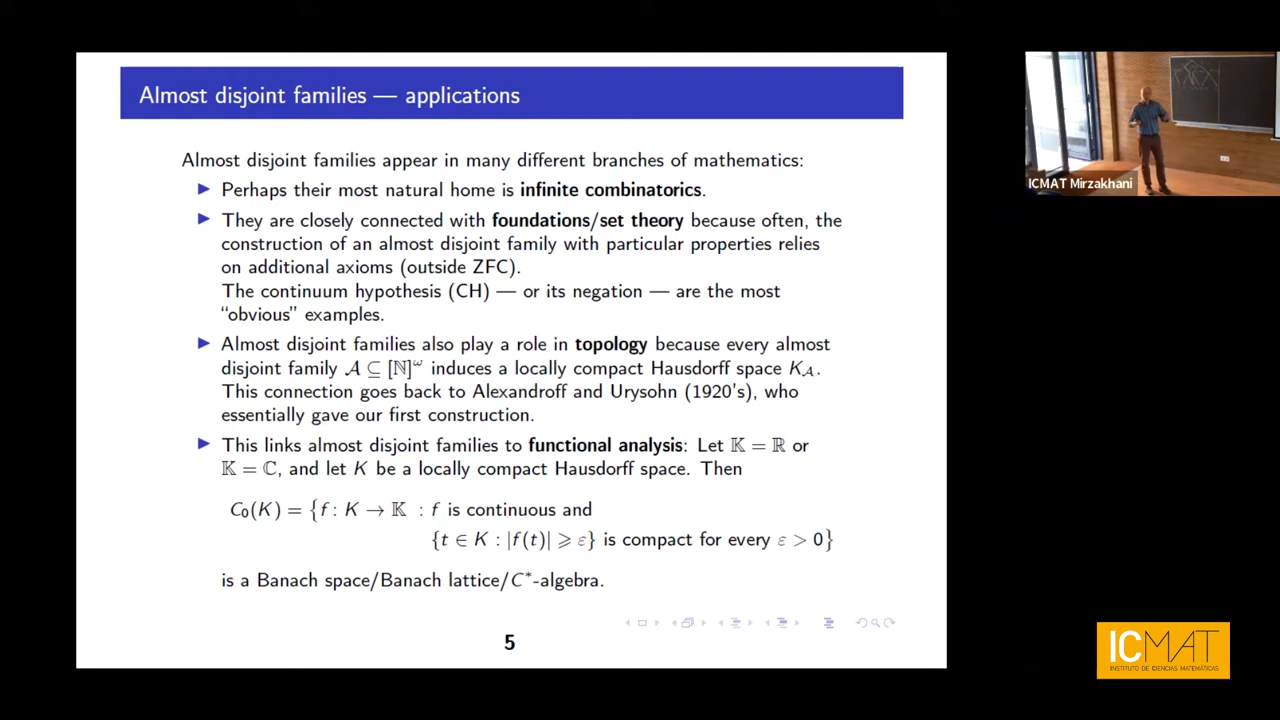 Almost disjoint families — applications
Almost disjoint families appear in many different branches of mathematics:
▶ Perhaps their most natural home is infinite combinatorics.
▶ They are closely connected with foundations/set theory because often, the
construction of an almost disjoint family with particular properties relies
on additional axioms (outside ZFC).
The continuum hypothesis (CH) — or its negation — are the most
“obvious” examples.
▶ Almost disjoint families also play a role in topology because every almost
disjoint family 𝒜 ⊆ [ℕ]^ω induces a locally compact Hausdorff space K_𝒜.
This connection goes back to Alexandroff and Urysohn (1920's), who
essentially gave our first construction.
▶ This links almost disjoint families to functional analysis: Let 𝕂 = ℝ or
𝕂 = ℂ, and let K be a locally compact Hausdorff space. Then
C₀(K) = {f : K → 𝕂 : f is continuous and
{t ∈ K : |f(t)| ⩾ ε} is compact for every ε > 0}
is a Banach space/Banach lattice/C*-algebra.
5
ICMAT Mirzakhani
ICMAT
INSTITUTO DE CIENCIAS MATEMÁTICAS